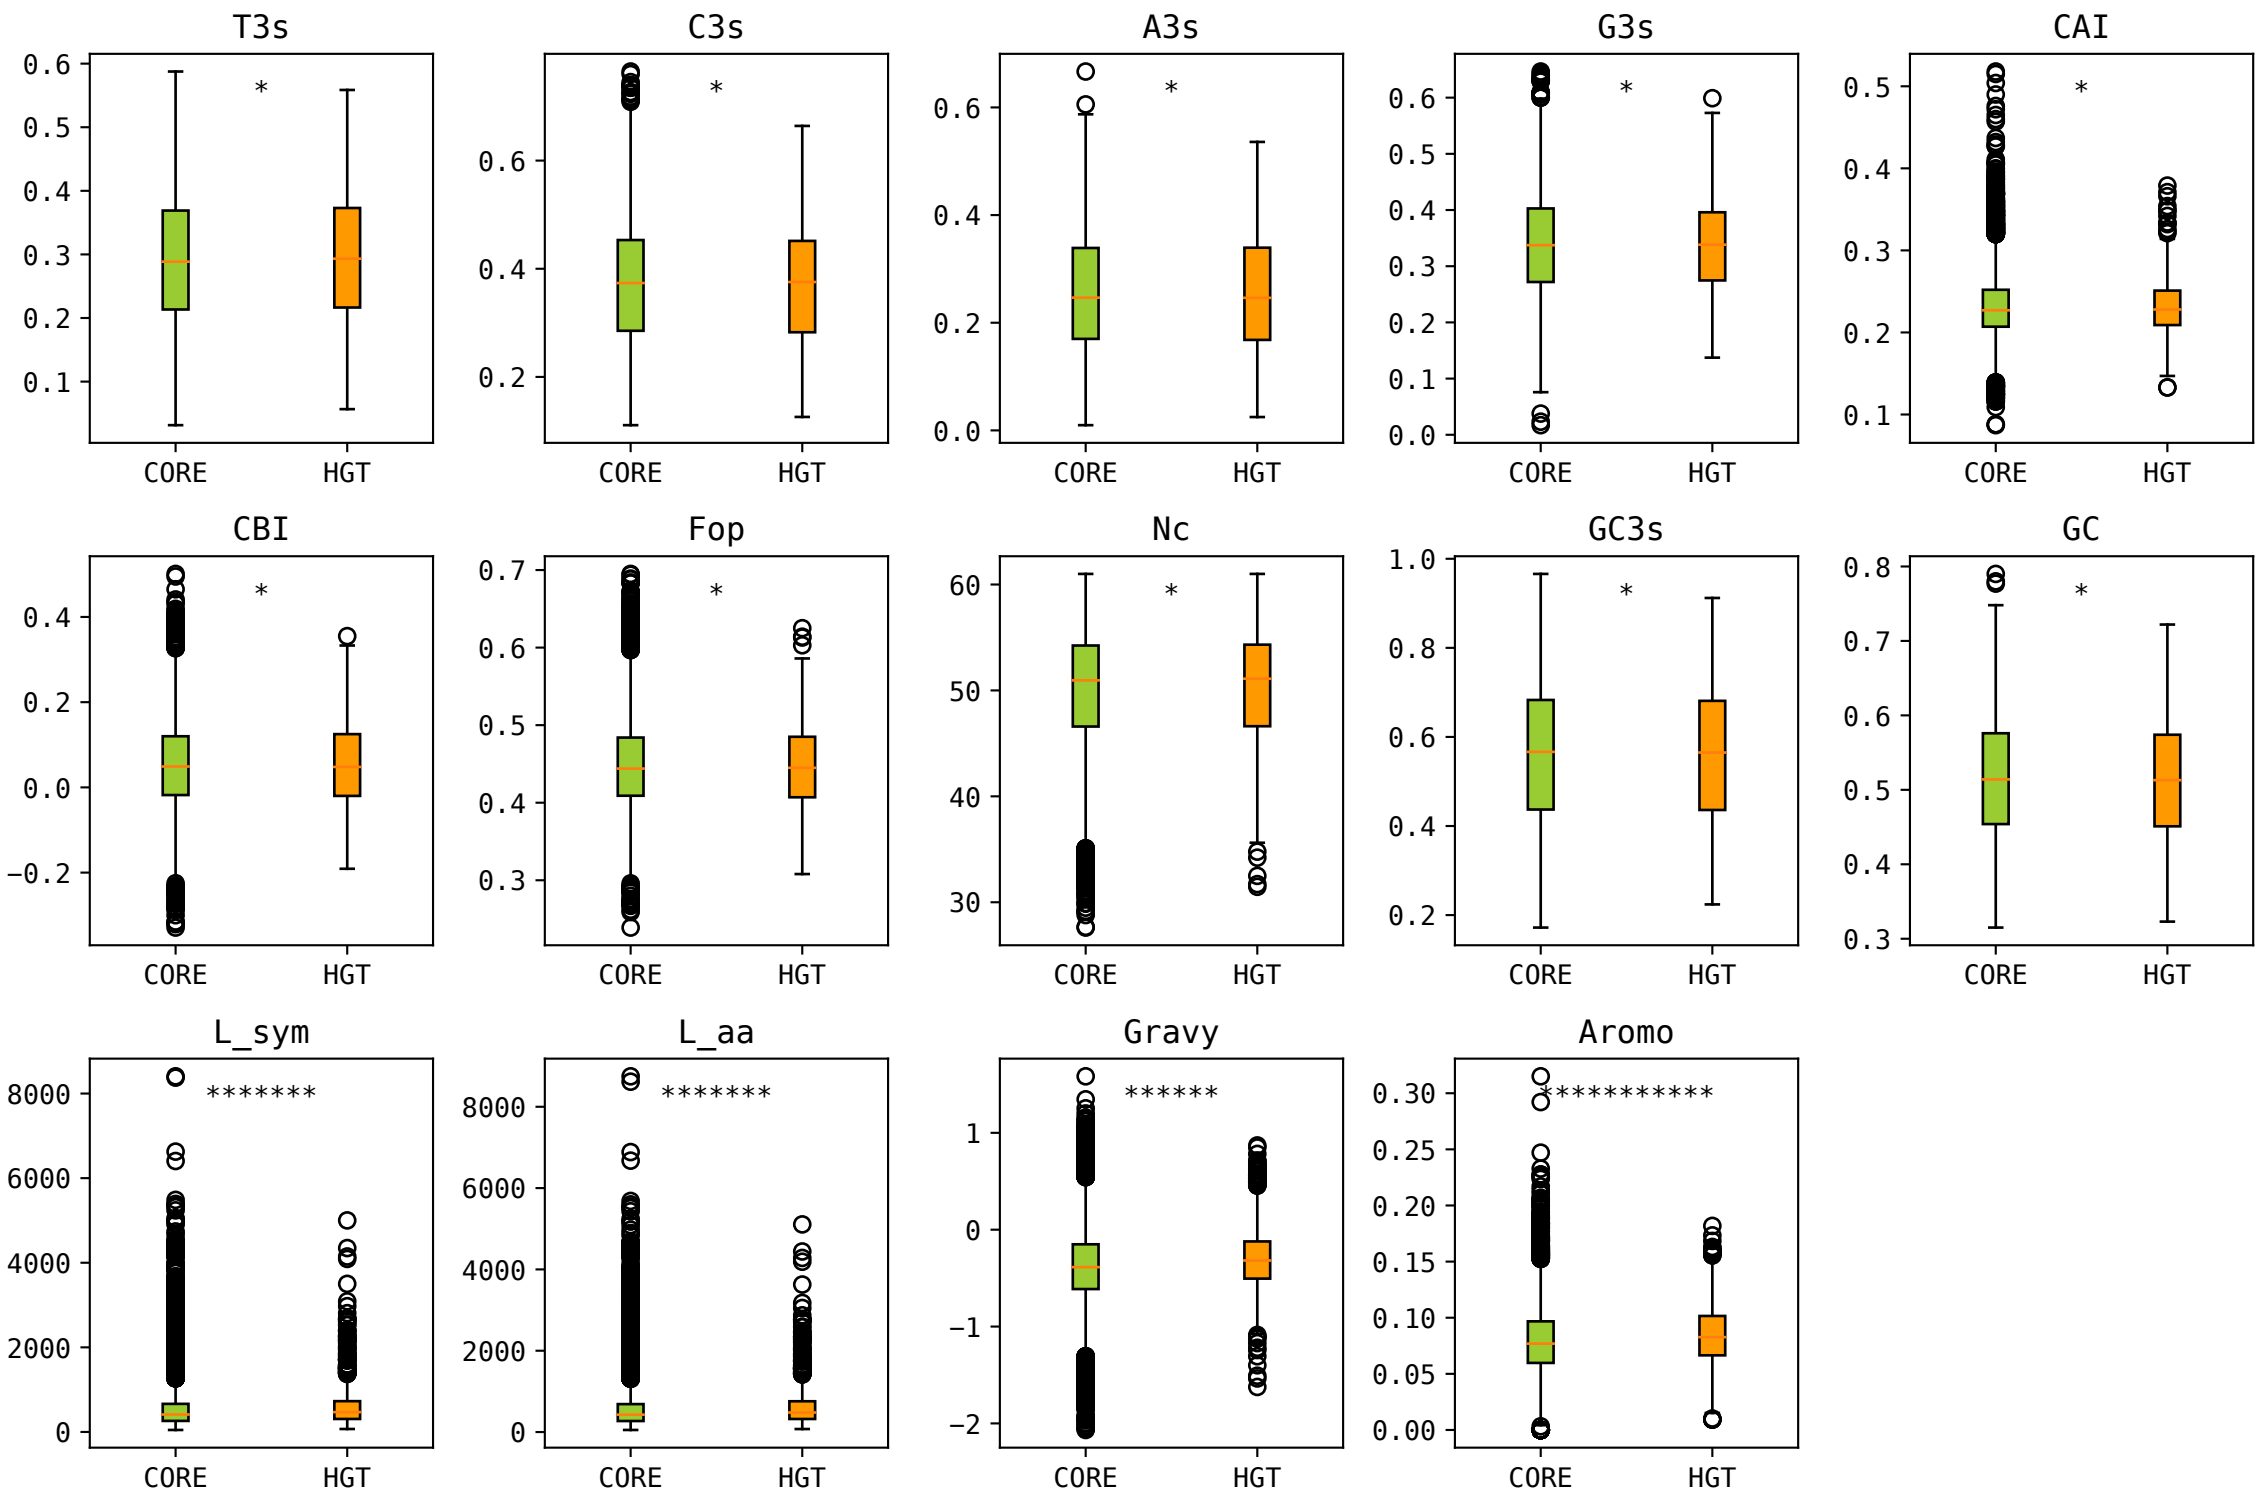 T3s C3s A3s G3s CAI
* * * * *
0.6 0.5 0.4 0.3 0.2 0.1
0.6 0.4 0.2
0.6 0.4 0.2 0.0
0.6 0.5 0.4 0.3 0.2 0.1 0.0
0.5 0.4 0.3 0.2 0.1
CORE HGT CORE HGT CORE HGT CORE HGT CORE HGT
CBI Fop Nc GC3s GC
* * * * *
0.4 0.2 0.0 −0.2
0.7 0.6 0.5 0.4 0.3
60 50 40 30
1.0 0.8 0.6 0.4 0.2
0.8 0.7 0.6 0.5 0.4 0.3
CORE HGT CORE HGT CORE HGT CORE HGT CORE HGT
L_sym L_aa Gravy Aromo
******* ******* ****** ***********
8000 6000 4000 2000 0
8000 6000 4000 2000 0
1 0 −1 −2
0.30 0.25 0.20 0.15 0.10 0.05 0.00
CORE HGT CORE HGT CORE HGT CORE HGT